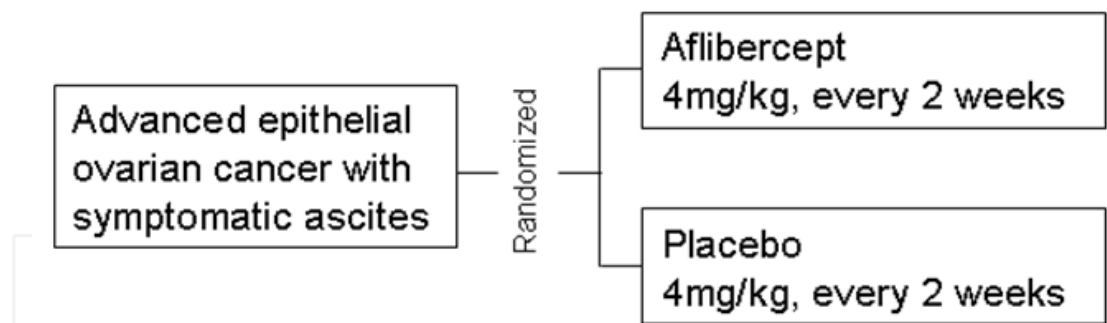 Advanced epithelial
ovarian cancer with
symptomatic ascites
Randomized
Aflibercept
4mg/kg, every 2 weeks
Placebo
4mg/kg, every 2 weeks